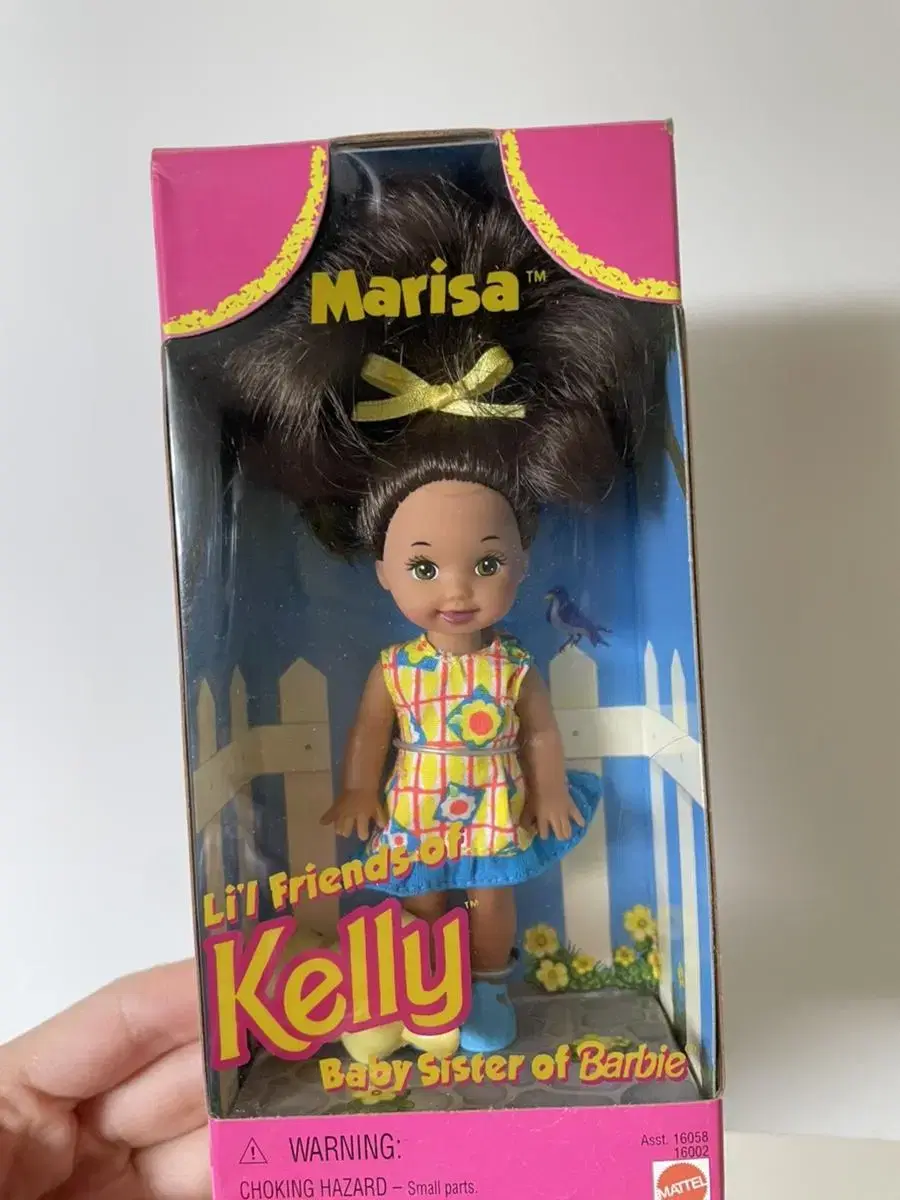 Marisa™
Li'l Friends of
Kelly™
Baby Sister of Barbie®
⚠ WARNING:
CHOKING HAZARD – Small parts.
Asst. 16058
16002
MATTEL